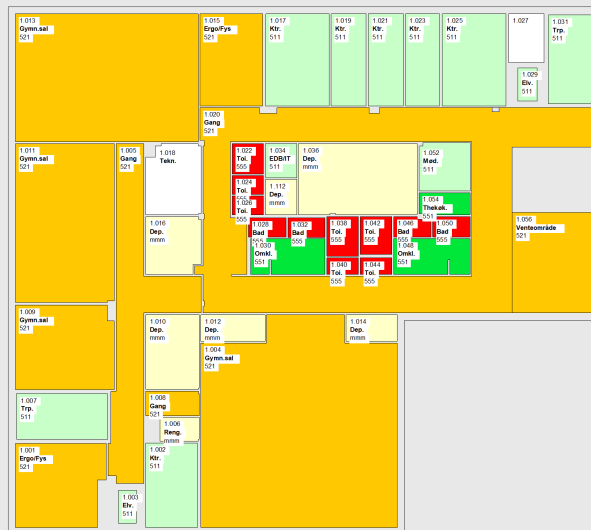 1.013
Gymn.sal
521
1.015
Ergo/Fys
521
1.017
Ktr.
511
1.019
Ktr.
511
1.021
Ktr.
511
1.023
Ktr.
511
1.025
Ktr.
511
1.027
1.029
Elv.
511
1.031
Trp.
511
1.020
Gang
521
1.011
Gymn.sal
521
1.005
Gang
521
1.018
Tekn.
1.022
Toi.
555
1.034
EDB/IT
511
1.036
Dep.
mmm
1.052
Mød.
511
1.024
Toi.
555
1.112
Dep.
mmm
1.026
Toi.
555
1.054
Thekøk.
551
1.016
Dep.
mmm
1.028
Bad
555
1.032
Bad
555
1.038
Toi.
555
1.042
Toi.
555
1.046
Bad
555
1.050
Bad
555
1.056
Venteområde
521
1.030
Omkl.
551
1.048
Omkl.
551
1.040
Toi.
555
1.044
Toi.
555
1.009
Gymn.sal
521
1.010
Dep.
mmm
1.012
Dep.
mmm
1.014
Dep.
mmm
1.004
Gymn.sal
521
1.007
Trp.
511
1.008
Gang
521
1.006
Reng.
mmm
1.001
Ergo/Fys
521
1.002
Ktr.
511
1.003
Elv.
511